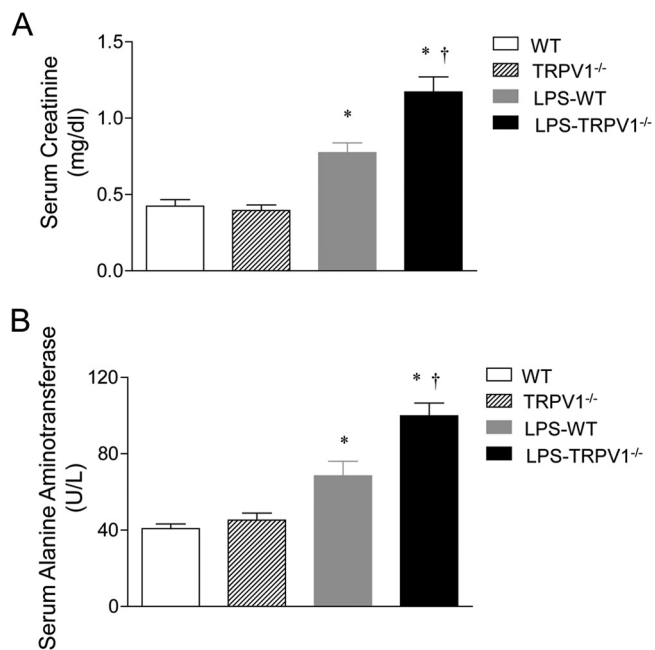 A
1.5
1.0
0.5
0.0
Serum Creatinine
(mg/dl)
*
* †
WT
TRPV1-/-
LPS-WT
LPS-TRPV1-/-
B
120
80
40
0
Serum Alanine Aminotransferase
(U/L)
*
* †
WT
TRPV1-/-
LPS-WT
LPS-TRPV1-/-